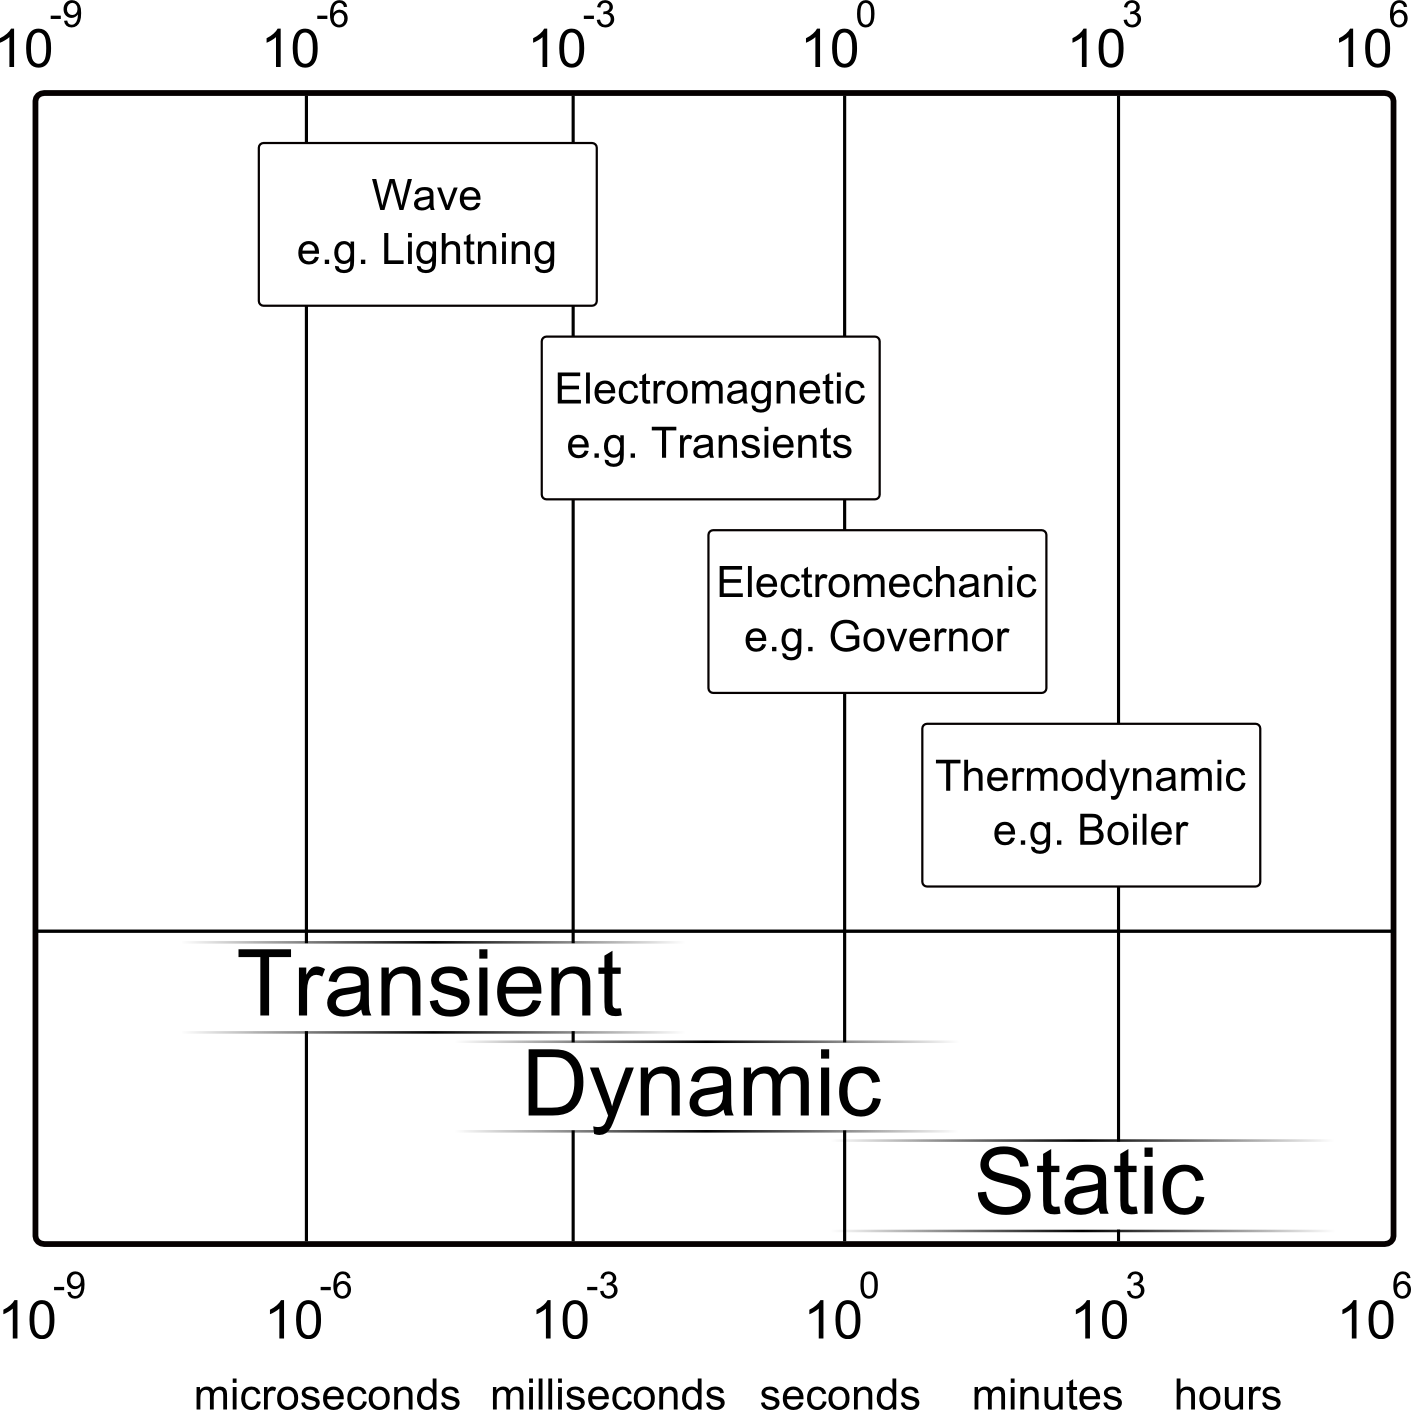 10^-9 10^-6 10^-3 10^0 10^3 10^6
Wave
e.g. Lightning
Electromagnetic
e.g. Transients
Electromechanic
e.g. Governor
Thermodynamic
e.g. Boiler
Transient
Dynamic
Static
10^-9 10^-6 10^-3 10^0 10^3 10^6
microseconds milliseconds seconds minutes hours